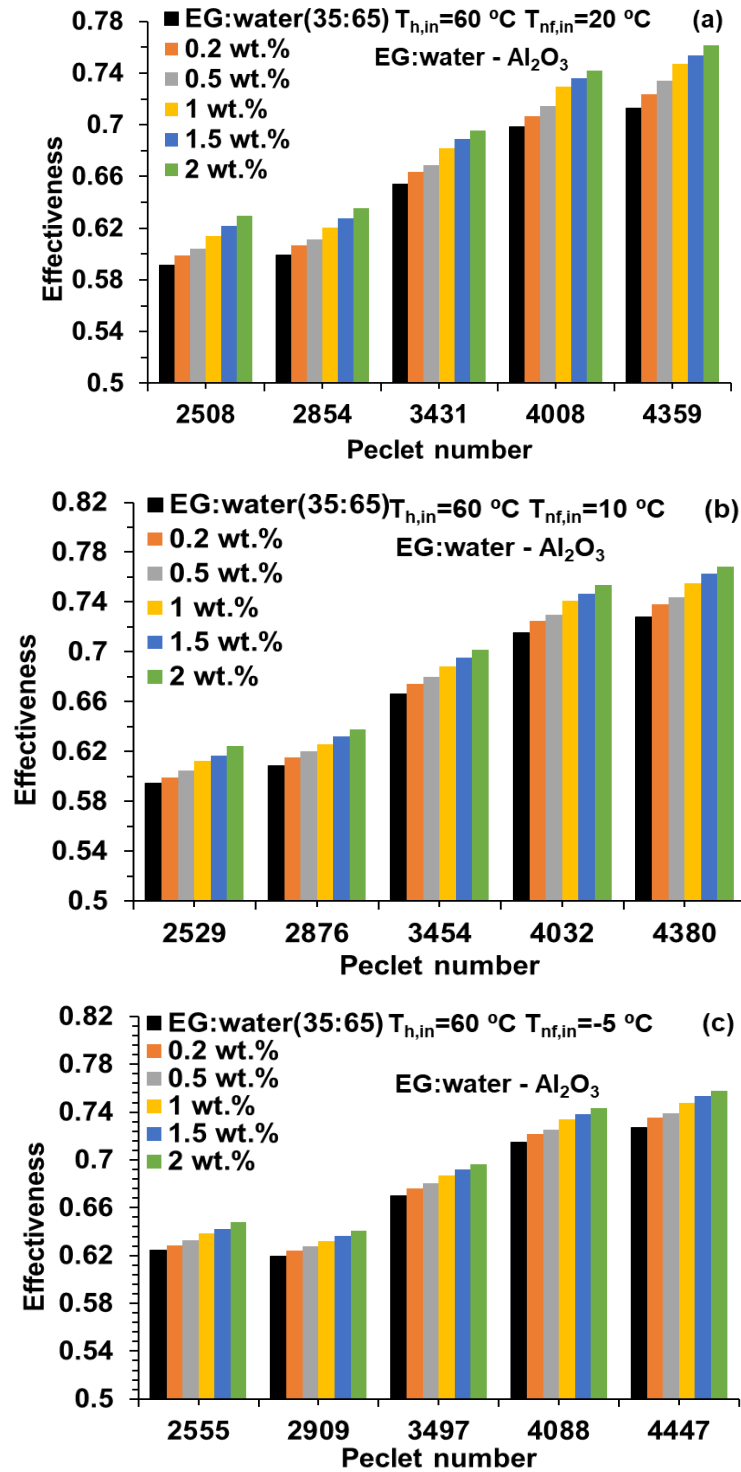 EG:water(35:65) T_h,in=60 ºC T_nf,in=20 ºC (a)
0.2 wt.%
EG:water - Al₂O₃
0.5 wt.%
1 wt.%
1.5 wt.%
2 wt.%
0.78
0.74
0.7
0.66
0.62
0.58
0.54
0.5
Effectiveness
2508 2854 3431 4008 4359
Peclet number
EG:water(35:65) T_h,in=60 ºC T_nf,in=10 ºC (b)
0.2 wt.%
EG:water - Al₂O₃
0.5 wt.%
1 wt.%
1.5 wt.%
2 wt.%
0.82
0.78
0.74
0.7
0.66
0.62
0.58
0.54
0.5
Effectiveness
2529 2876 3454 4032 4380
Peclet number
EG:water(35:65) T_h,in=60 ºC T_nf,in=-5 ºC (c)
0.2 wt.%
0.5 wt.%
EG:water - Al₂O₃
1 wt.%
1.5 wt.%
2 wt.%
0.82
0.78
0.74
0.7
0.66
0.62
0.58
0.54
0.5
Effectiveness
2555 2909 3497 4088 4447
Peclet number